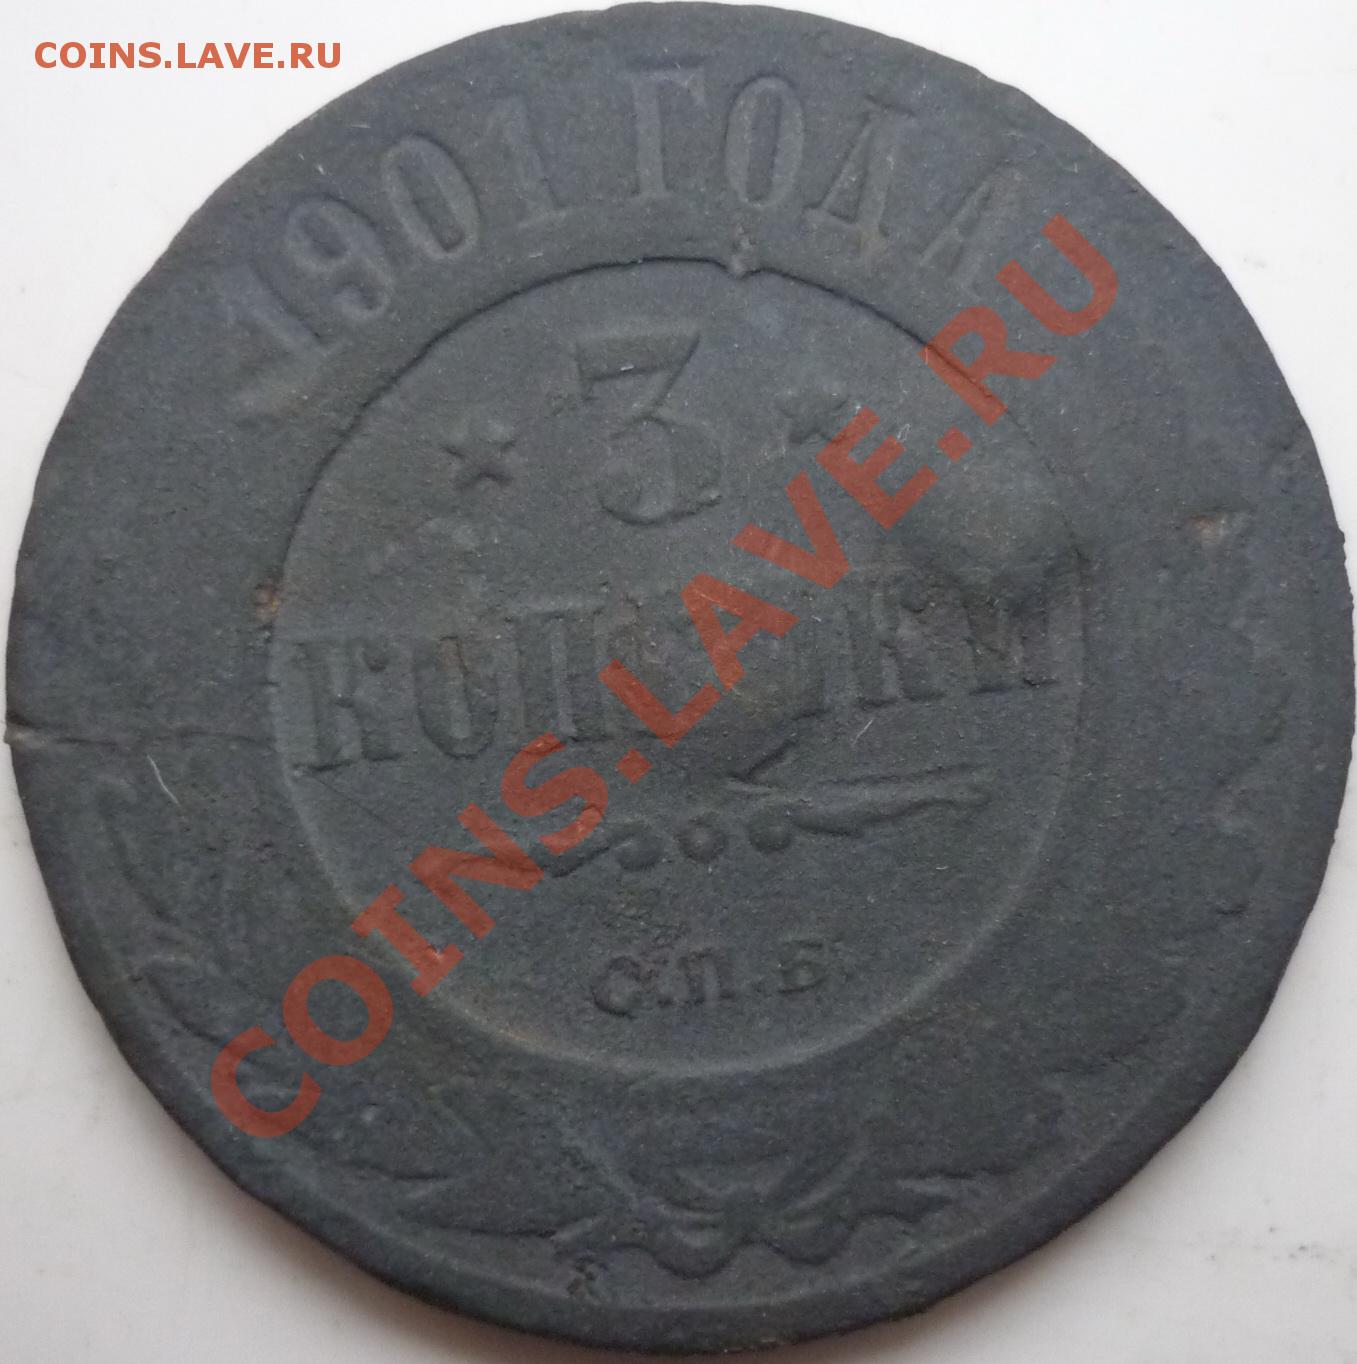 COINS.LAVE.RU
1901 ГОДА
3
КОПѢЙКИ
С.П.Б.
COINS.LAVE.RU